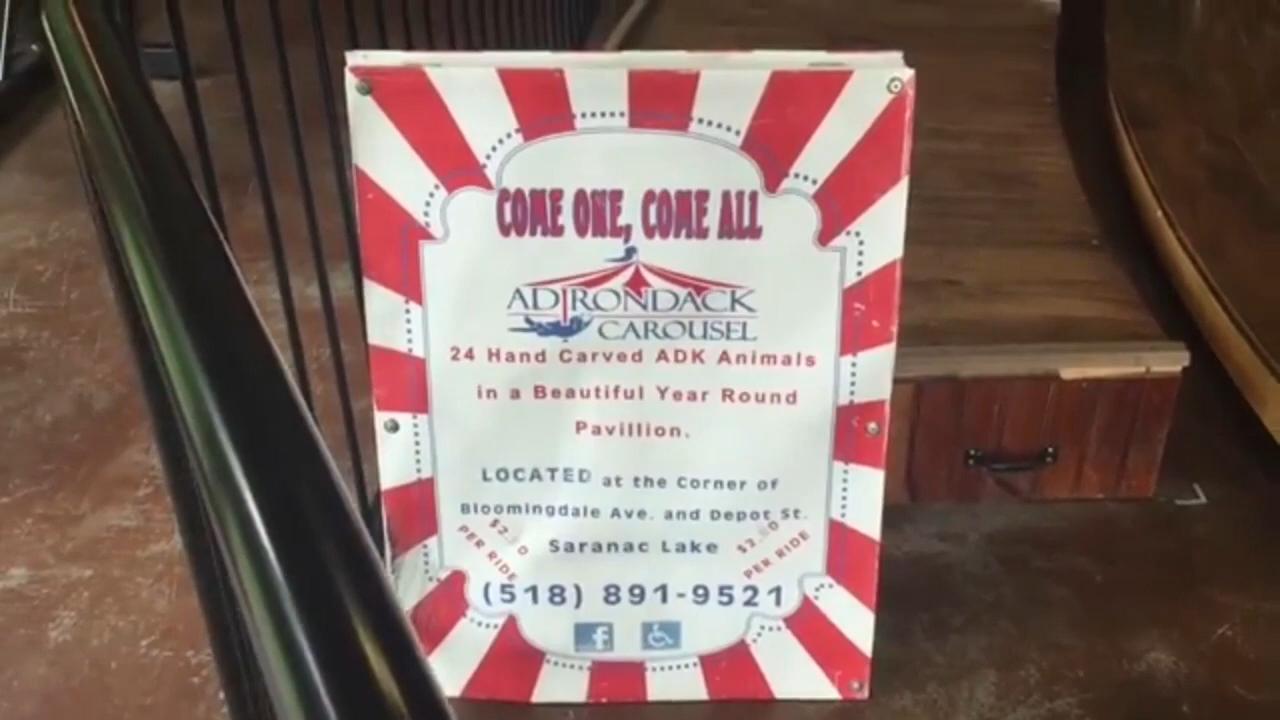 COME ONE, COME ALL
ADIRONDACK
CAROUSEL
24 Hand Carved ADK Animals
in a Beautiful Year Round
Pavillion.
LOCATED at the Corner of
Bloomingdale Ave. and Depot St.
Saranac Lake
PER RIDE
PER RIDE
(518) 891-9521
f